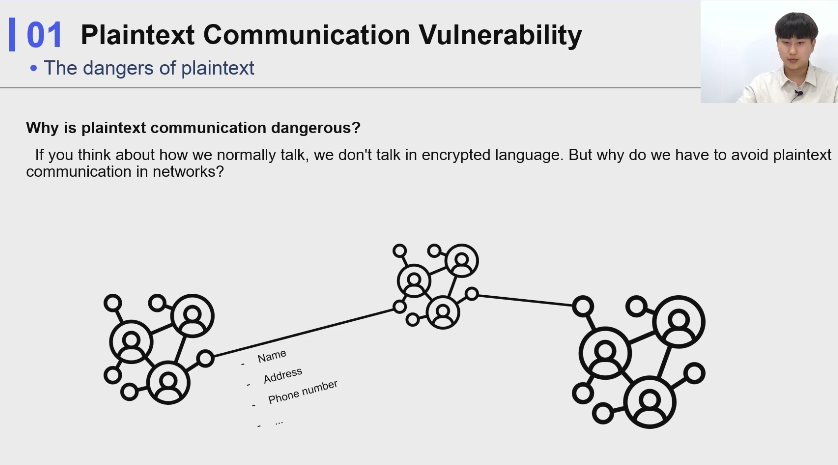 01 Plaintext Communication Vulnerability
• The dangers of plaintext
Why is plaintext communication dangerous?
If you think about how we normally talk, we don't talk in encrypted language. But why do we have to avoid plaintext
communication in networks?
- Name
- Address
- Phone number
- ...